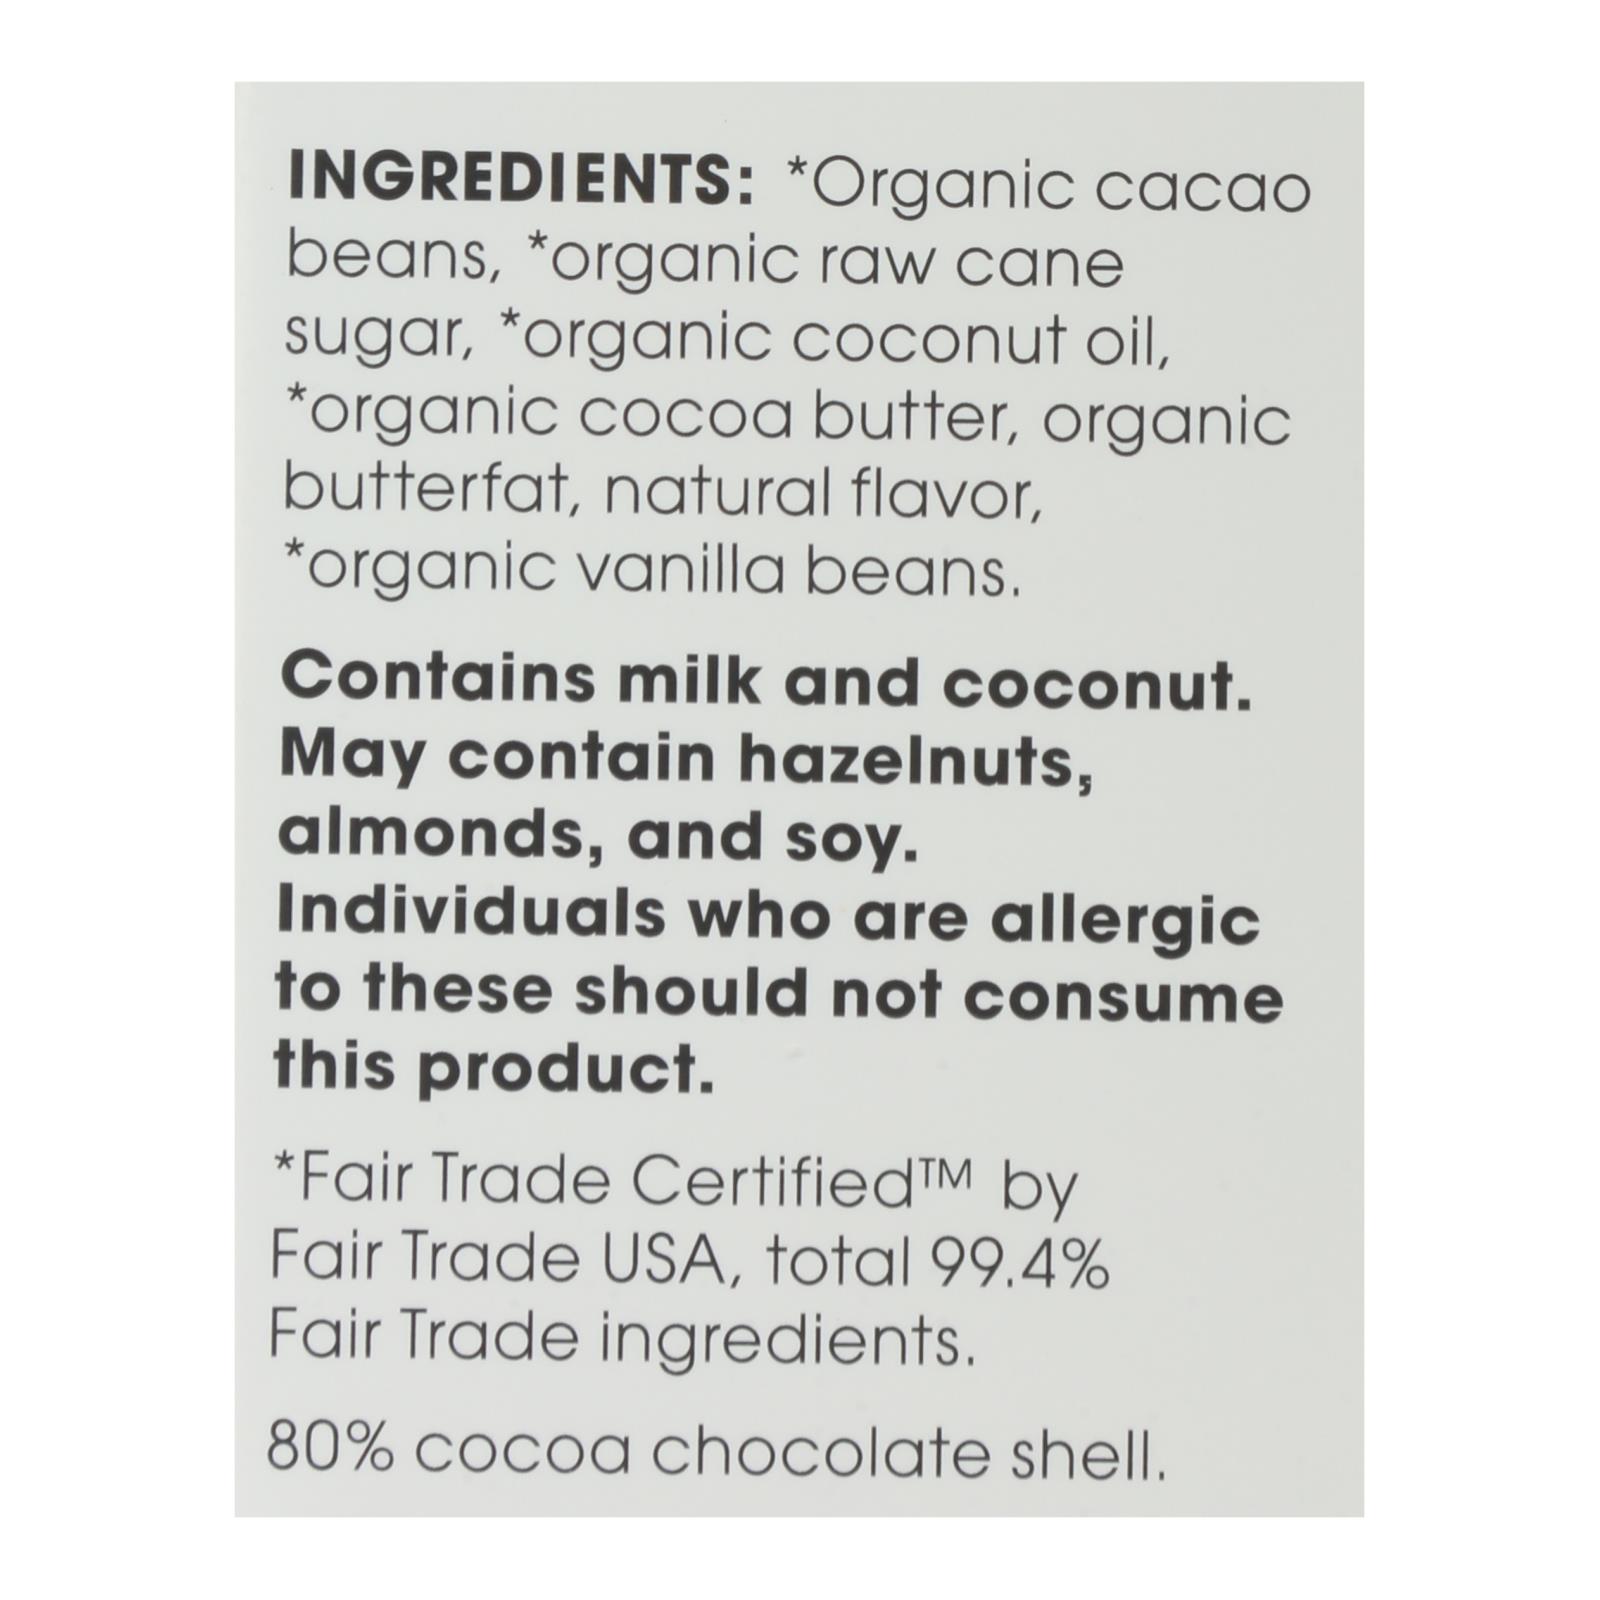 INGREDIENTS: *Organic cacao
beans, *organic raw cane
sugar, *organic coconut oil,
*organic cocoa butter, organic
butterfat, natural flavor,
*organic vanilla beans.
Contains milk and coconut.
May contain hazelnuts,
almonds, and soy.
Individuals who are allergic
to these should not consume
this product.
*Fair Trade Certified™ by
Fair Trade USA, total 99.4%
Fair Trade ingredients.
80% cocoa chocolate shell.